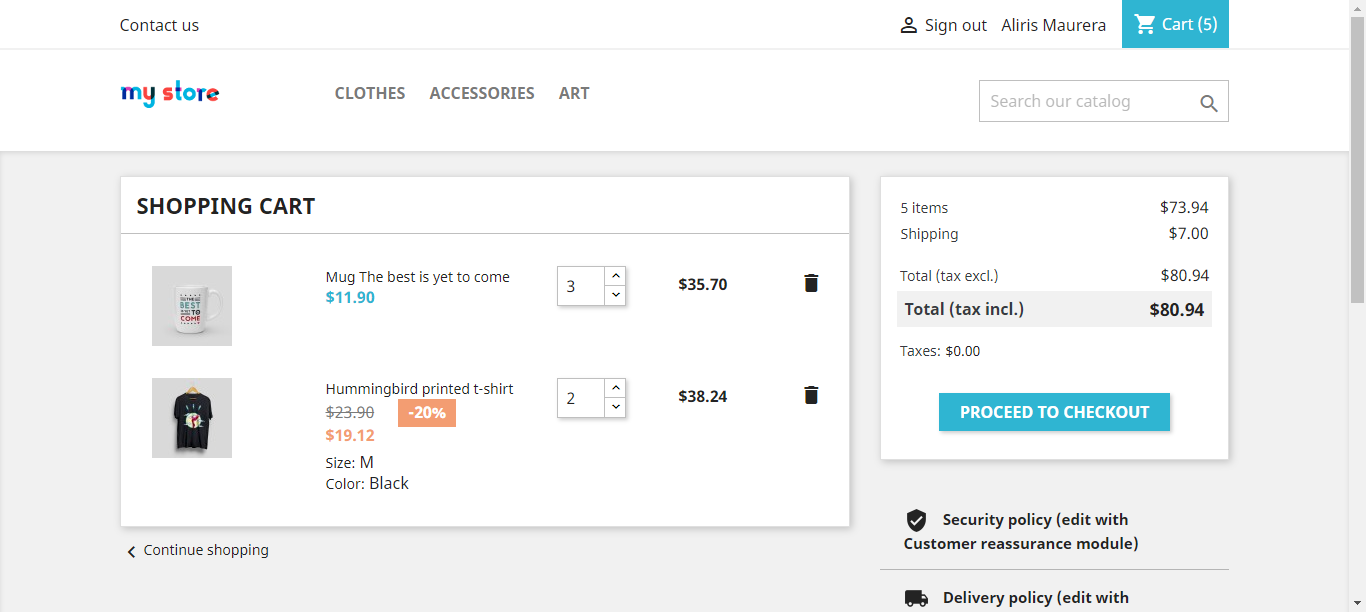 Contact us
Sign out
Aliris Maurera
Cart (5)
my store
CLOTHES
ACCESSORIES
ART
Search our catalog
SHOPPING CART
THE
BEST
TO
COME
Mug The best is yet to come
$11.90
3
$35.70
Hummingbird printed t-shirt
$23.90
-20%
$19.12
Size: M
Color: Black
2
$38.24
Continue shopping
5 items $73.94
Shipping $7.00
Total (tax excl.) $80.94
Total (tax incl.) $80.94
Taxes: $0.00
PROCEED TO CHECKOUT
Security policy (edit with
Customer reassurance module)
Delivery policy (edit with